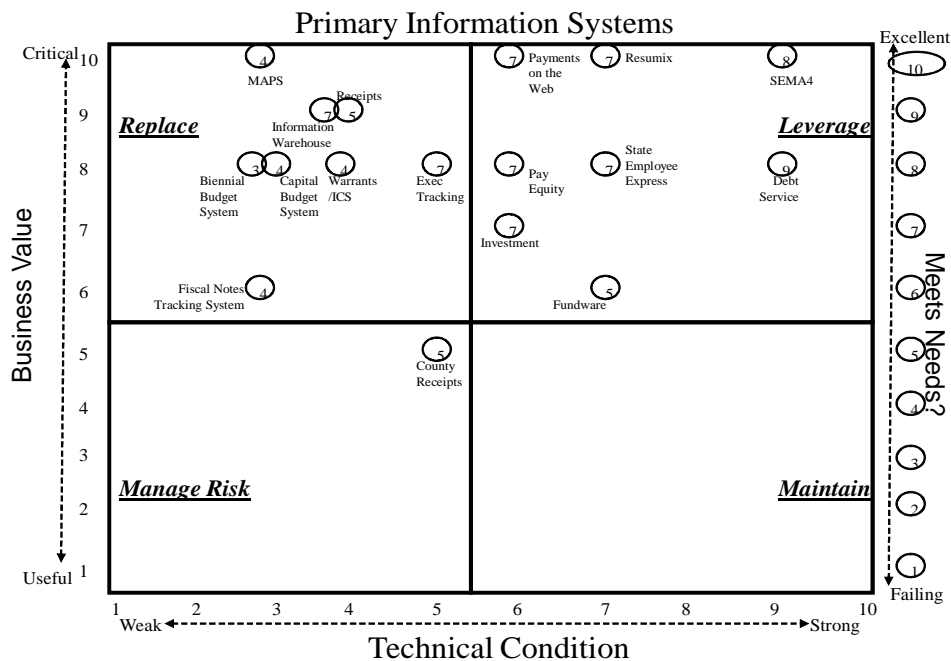 Primary Information Systems
Critical
10
4
MAPS
7
Payments
on the
Web
7
Resumix
8
SEMA4
Excellent
10
9
Replace
Receipts
7
5
Information
Warehouse
Leverage
9
8
3
Biennial
Budget
System
4
Capital
Budget
System
4
Warrants
/ICS
7
Exec
Tracking
7
Pay
Equity
7
State
Employee
Express
9
Debt
Service
8
7
7
Investment
7
6
Fiscal Notes
Tracking System
4
5
Fundware
6
Business Value
Meets Needs?
5
5
County
Receipts
5
4
4
3
3
Manage Risk
Maintain
2
2
Useful
1
1
Failing
1
2
3
4
5
6
7
8
9
10
Weak
Strong
Technical Condition